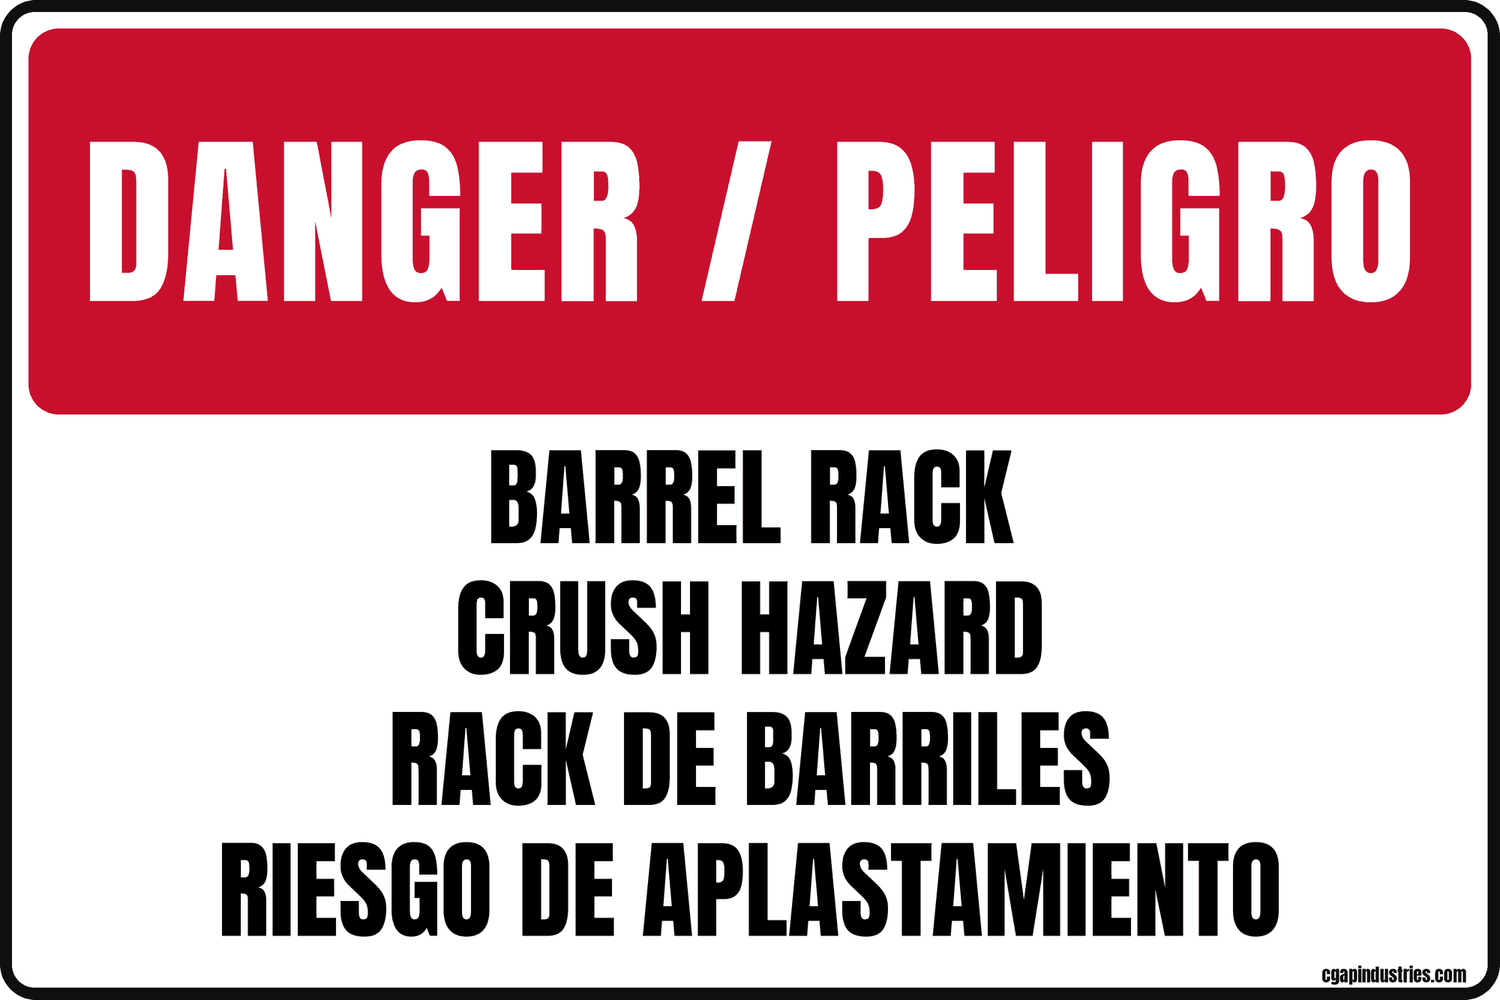 DANGER / PELIGRO
BARREL RACK
CRUSH HAZARD
RACK DE BARRILES
RIESGO DE APLASTAMIENTO
cgapindustries.com